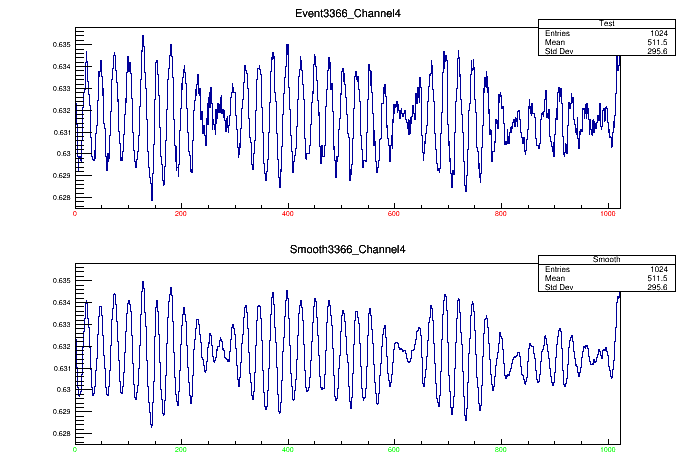 Event3366_Channel4
Test
Entries 1024
Mean 511.5
Std Dev 295.6
0.635
0.634
0.633
0.632
0.631
0.63
0.629
0.628
0 200 400 600 800 1000
Smooth3366_Channel4
Smooth
Entries 1024
Mean 511.5
Std Dev 295.6
0.635
0.634
0.633
0.632
0.631
0.63
0.629
0.628
0 200 400 600 800 1000